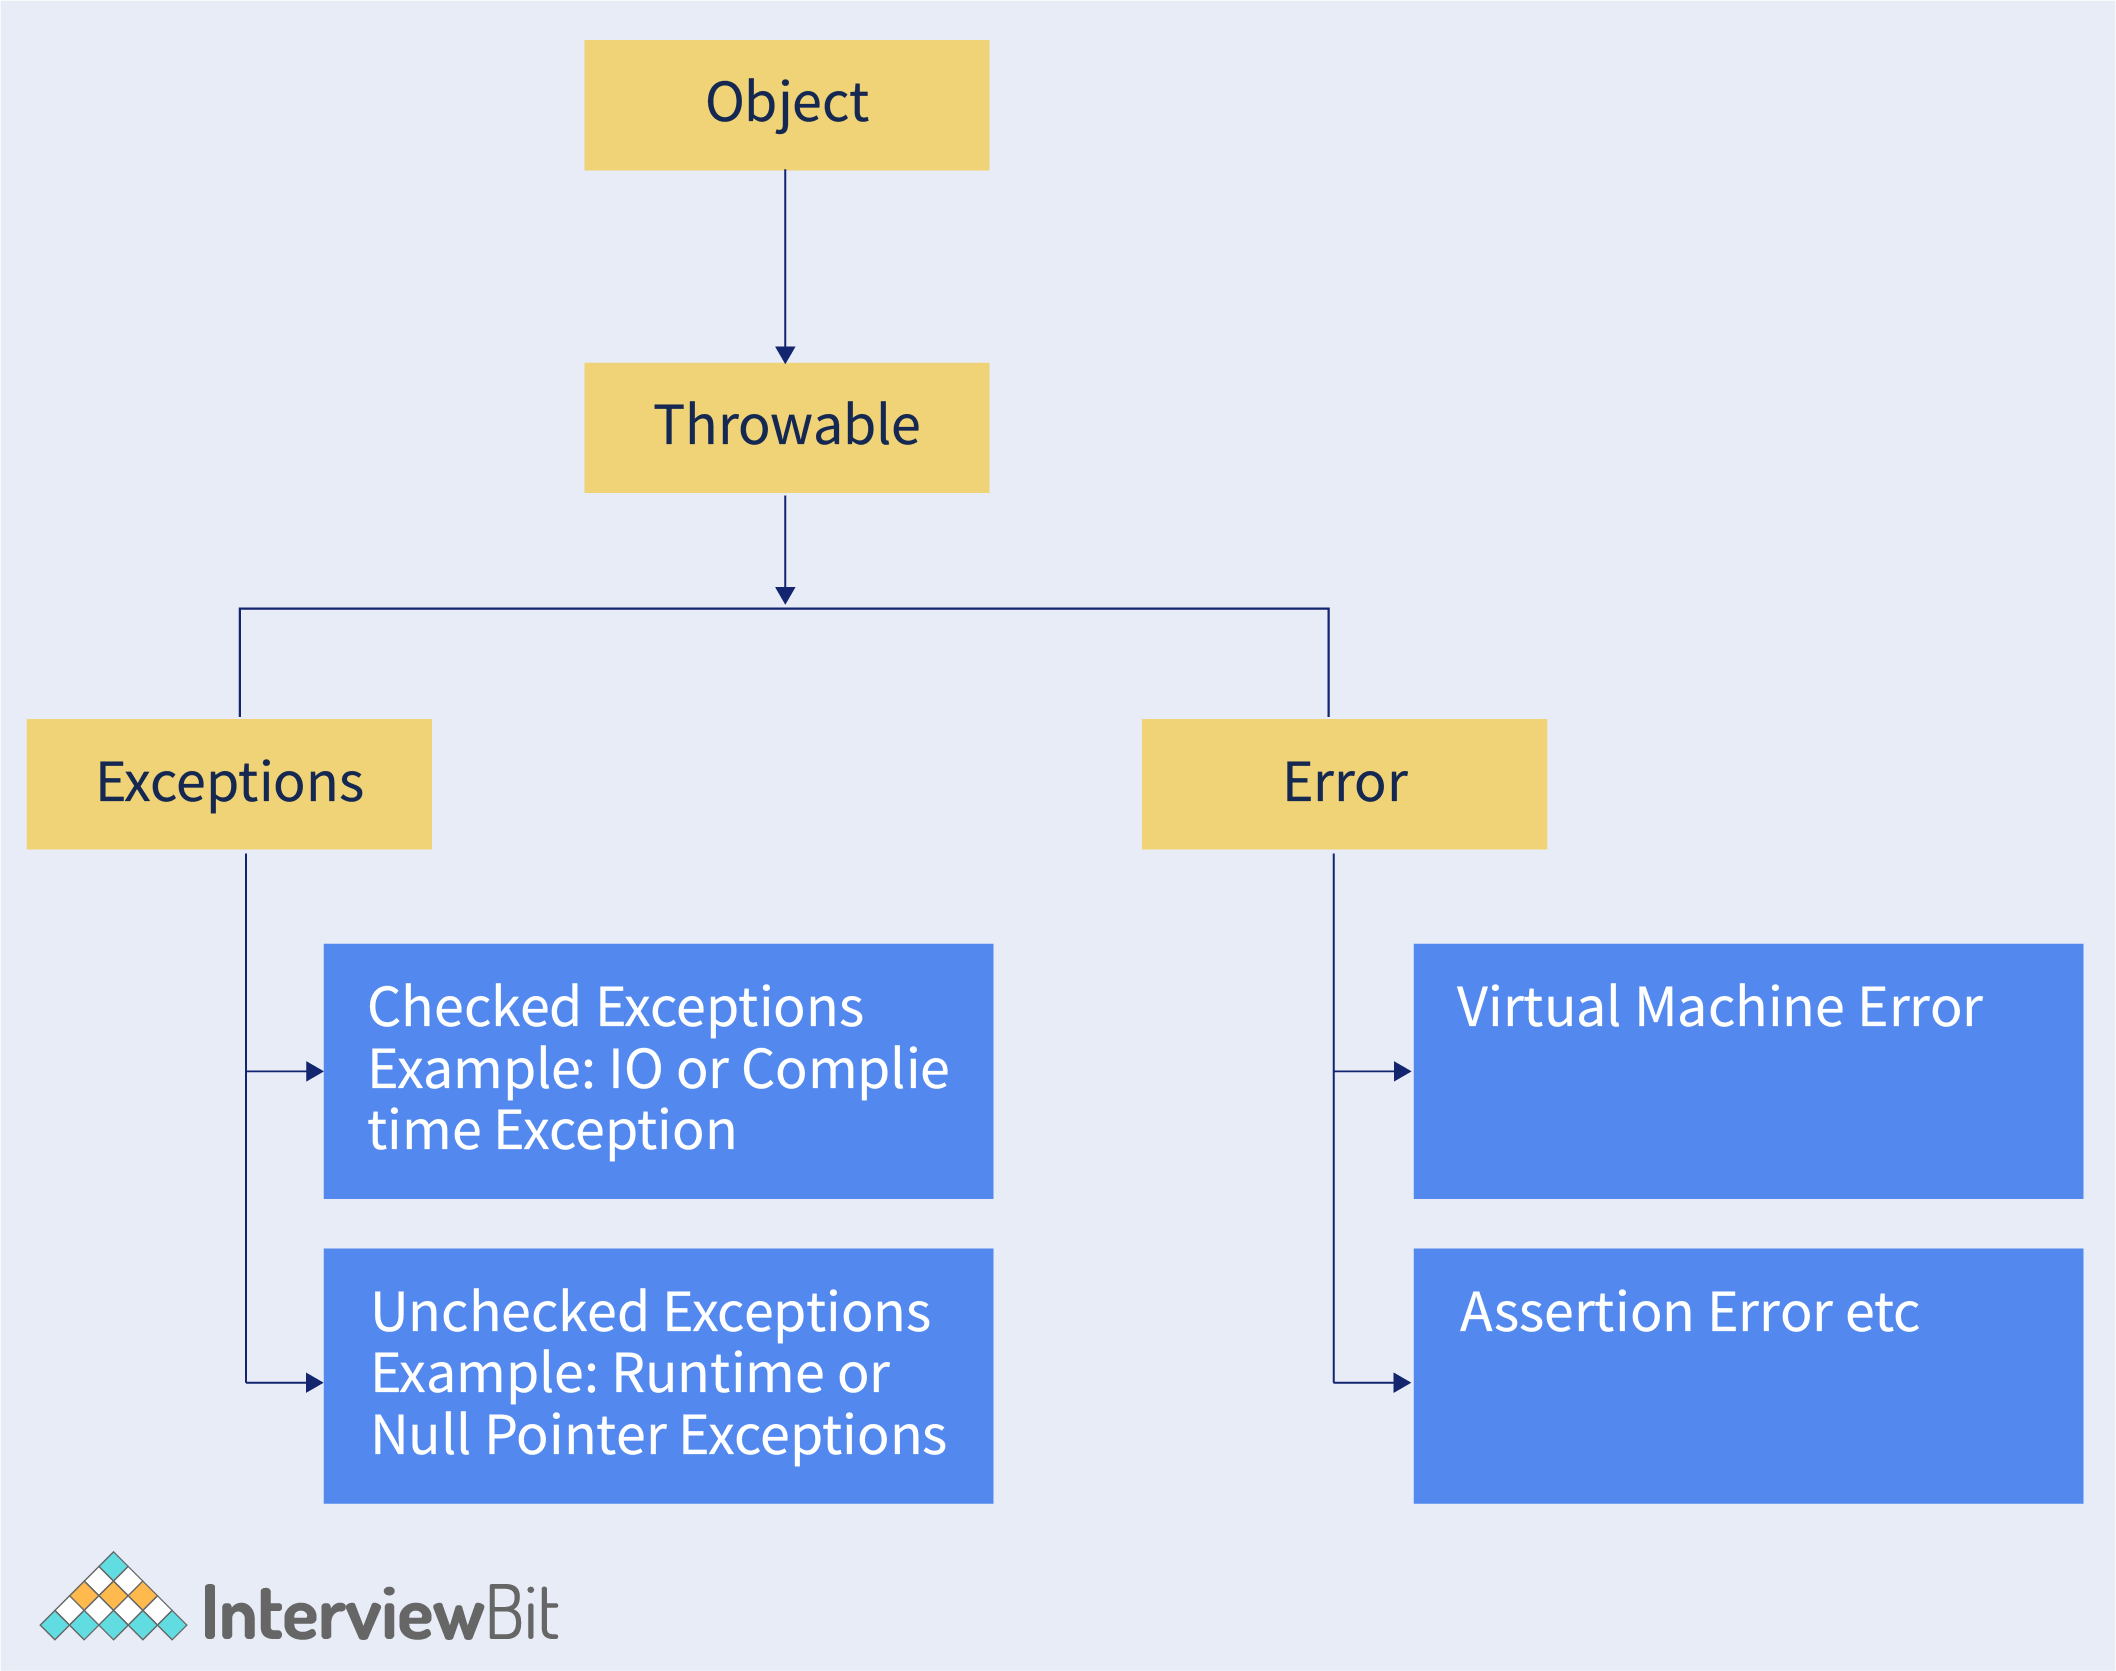 Object
Throwable
Exceptions
Error
Checked Exceptions
Example: IO or Complie
time Exception
Virtual Machine Error
Unchecked Exceptions
Example: Runtime or
Null Pointer Exceptions
Assertion Error etc
InterviewBit